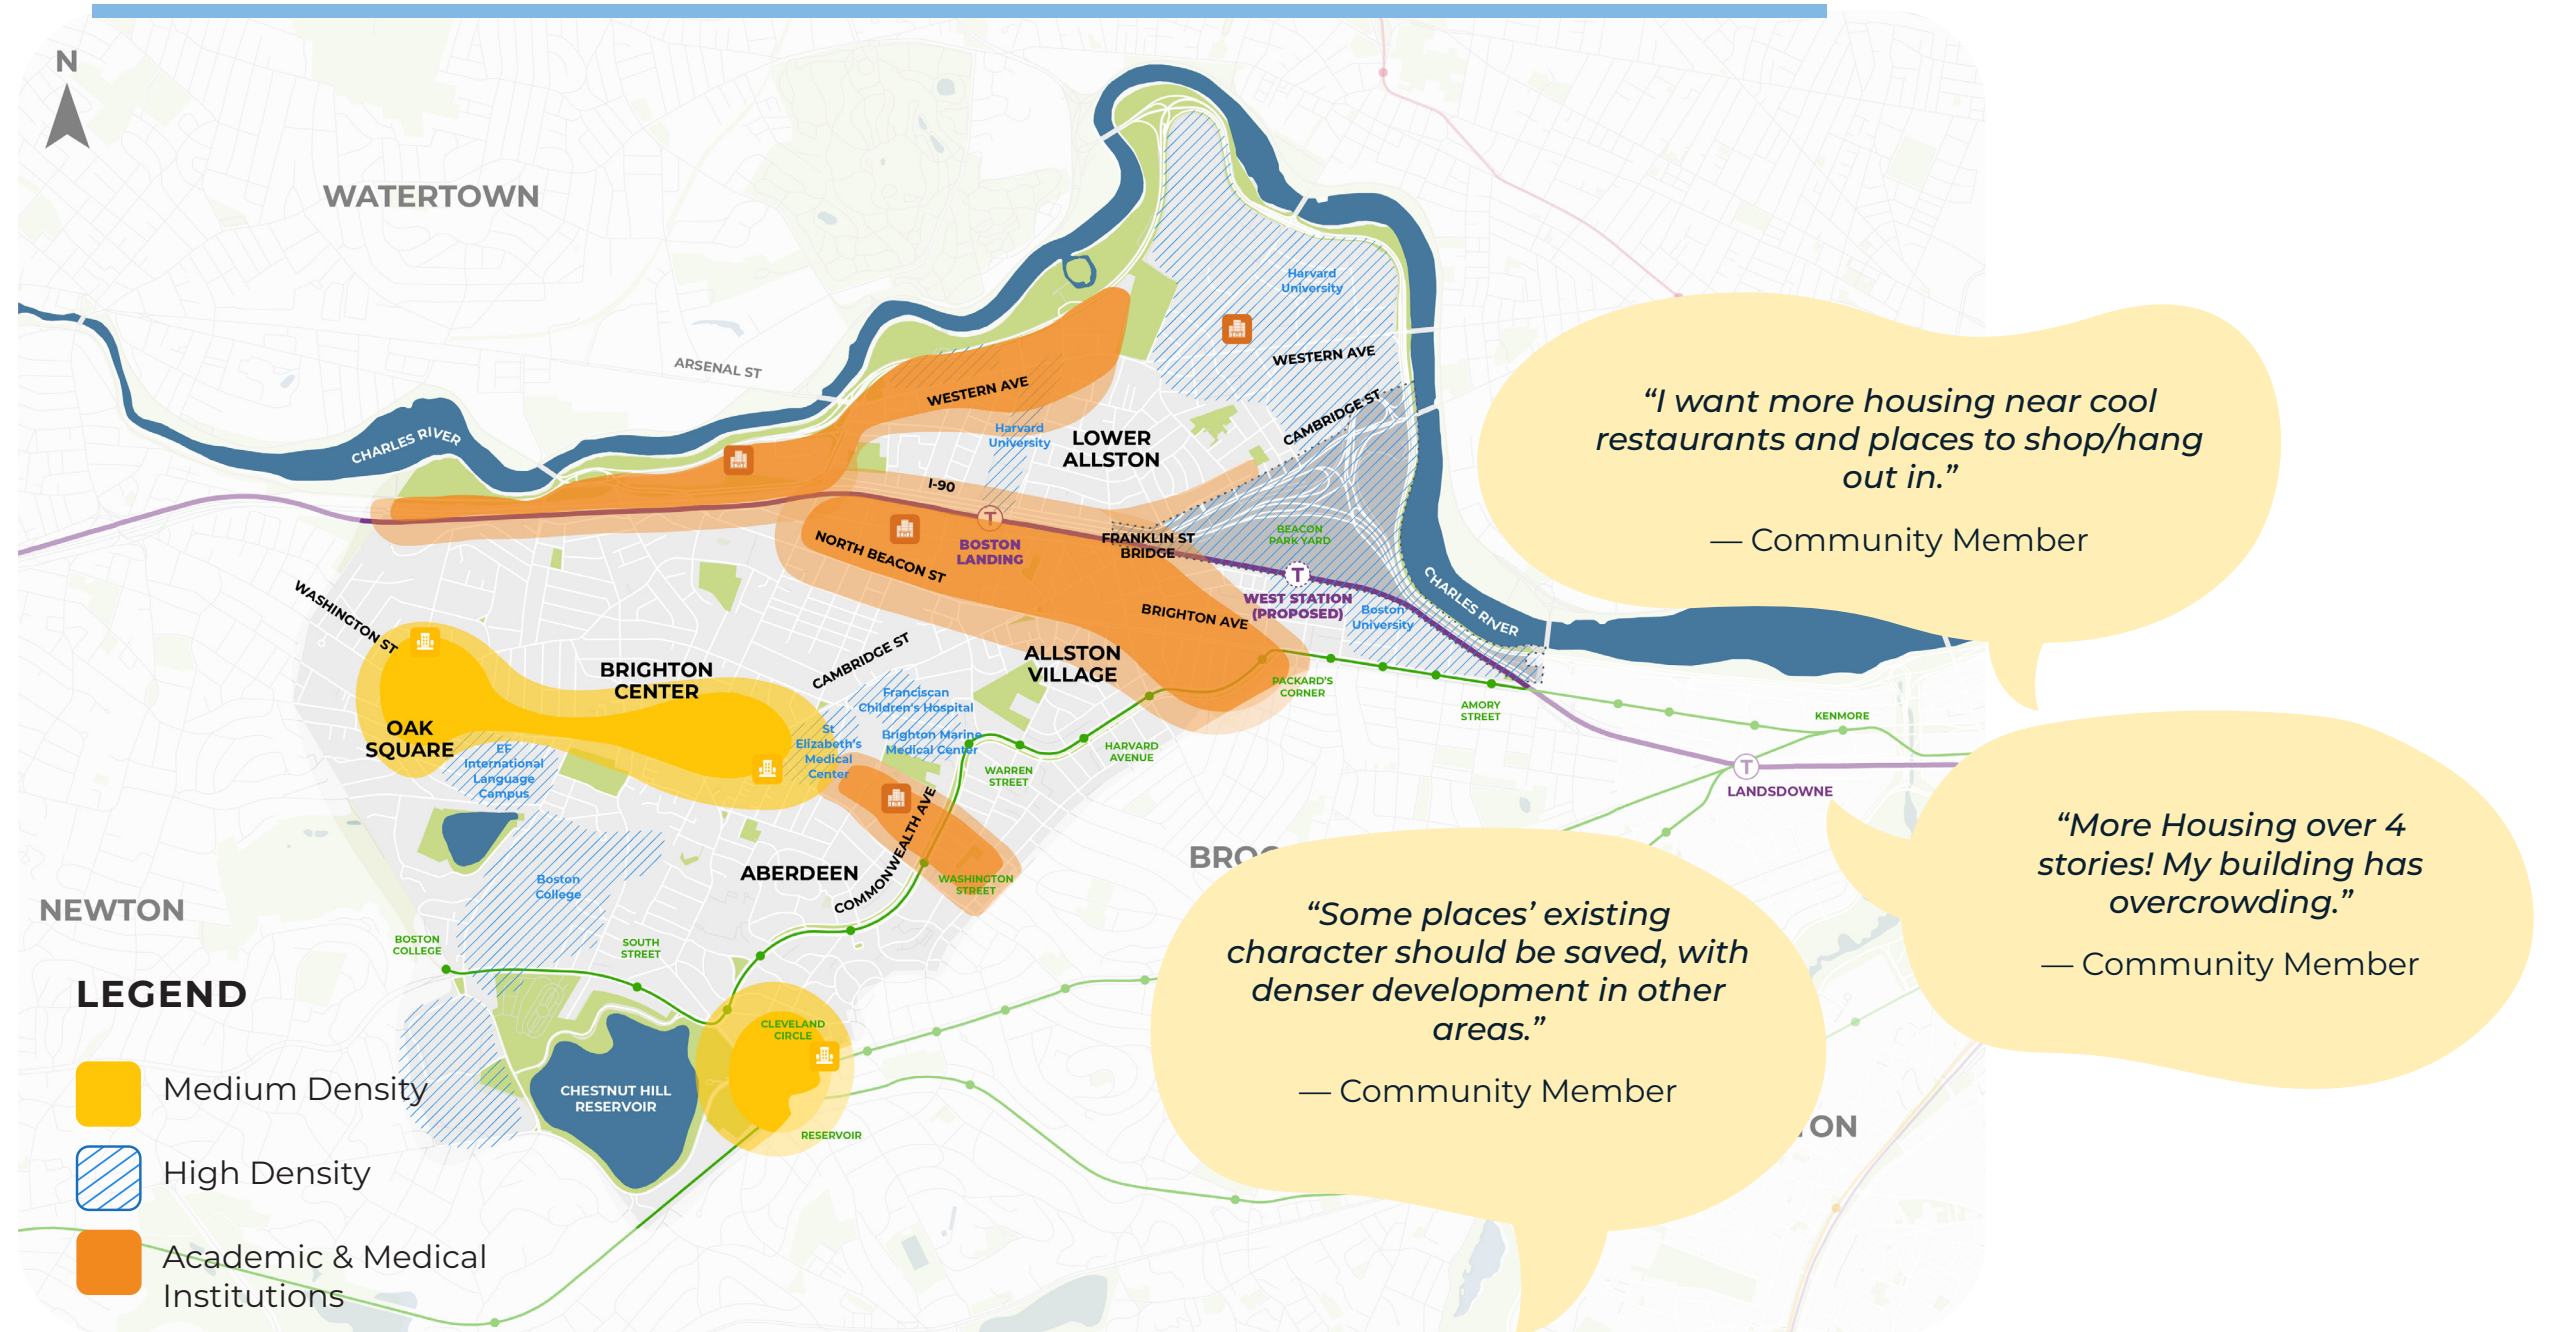 N
WATERTOWN
ARSENAL ST
CHARLES RIVER
Harvard
University
WESTERN AVE
WESTERN AVE
CAMBRIDGE ST
Harvard
University
LOWER
ALLSTON
I-90
BOSTON
LANDING
NORTH BEACON ST
FRANKLIN ST
BRIDGE
BEACON
PARK YARD
T
T
WEST STATION
(PROPOSED)
Boston
University
CHARLES RIVER
BRIGHTON AVE
WASHINGTON ST
BRIGHTON
CENTER
CAMBRIDGE ST
ALLSTON
VILLAGE
OAK
SQUARE
EF
International
Language
Campus
Franciscan
Children's Hospital
St
Elizabeth's
Medical
Center
Brighton Marine
Medical Center
PACKARD'S
CORNER
AMORY
STREET
KENMORE
HARVARD
AVENUE
WARREN
STREET
T
LANDSDOWNE
ABERDEEN
COMMONWEALTH AVE
WASHINGTON
STREET
BROO
Boston
College
NEWTON
BOSTON
COLLEGE
SOUTH
STREET
CLEVELAND
CIRCLE
CHESTNUT HILL
RESERVOIR
RESERVOIR
TON
LEGEND
Medium Density
High Density
Academic & Medical
Institutions
“I want more housing near cool
restaurants and places to shop/hang
out in.”
— Community Member
“More Housing over 4
stories! My building has
overcrowding.”
— Community Member
“Some places’ existing
character should be saved, with
denser development in other
areas.”
— Community Member